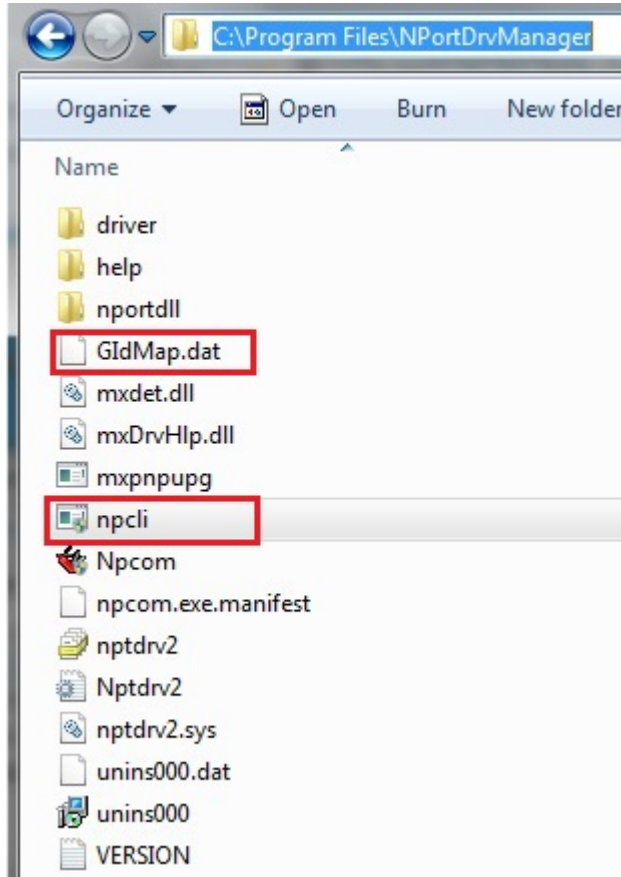 C:\Program Files\NPortDrvManager
Organize Open Burn New folder
Name
driver
help
nportdll
GIdMap.dat
mxdet.dll
mxDrvHlp.dll
mxpnpupg
npcli
Npcom
npcom.exe.manifest
nptdrv2
Nptdrv2
nptdrv2.sys
unins000.dat
unins000
VERSION